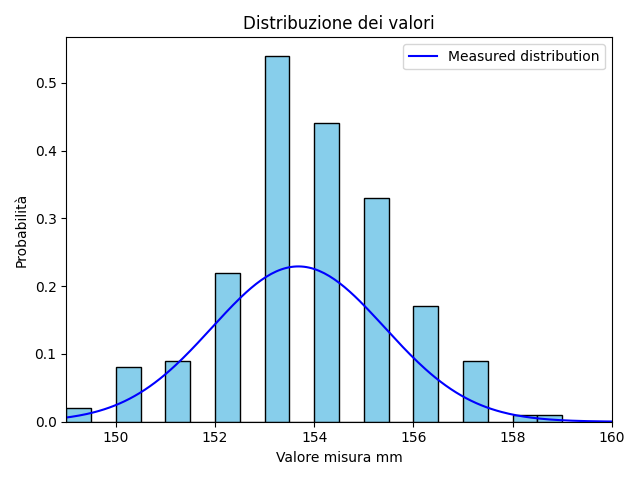 Distribuzione dei valori
Measured distribution
Probabilità
0.5
0.4
0.3
0.2
0.1
0.0
150 152 154 156 158 160
Valore misura mm